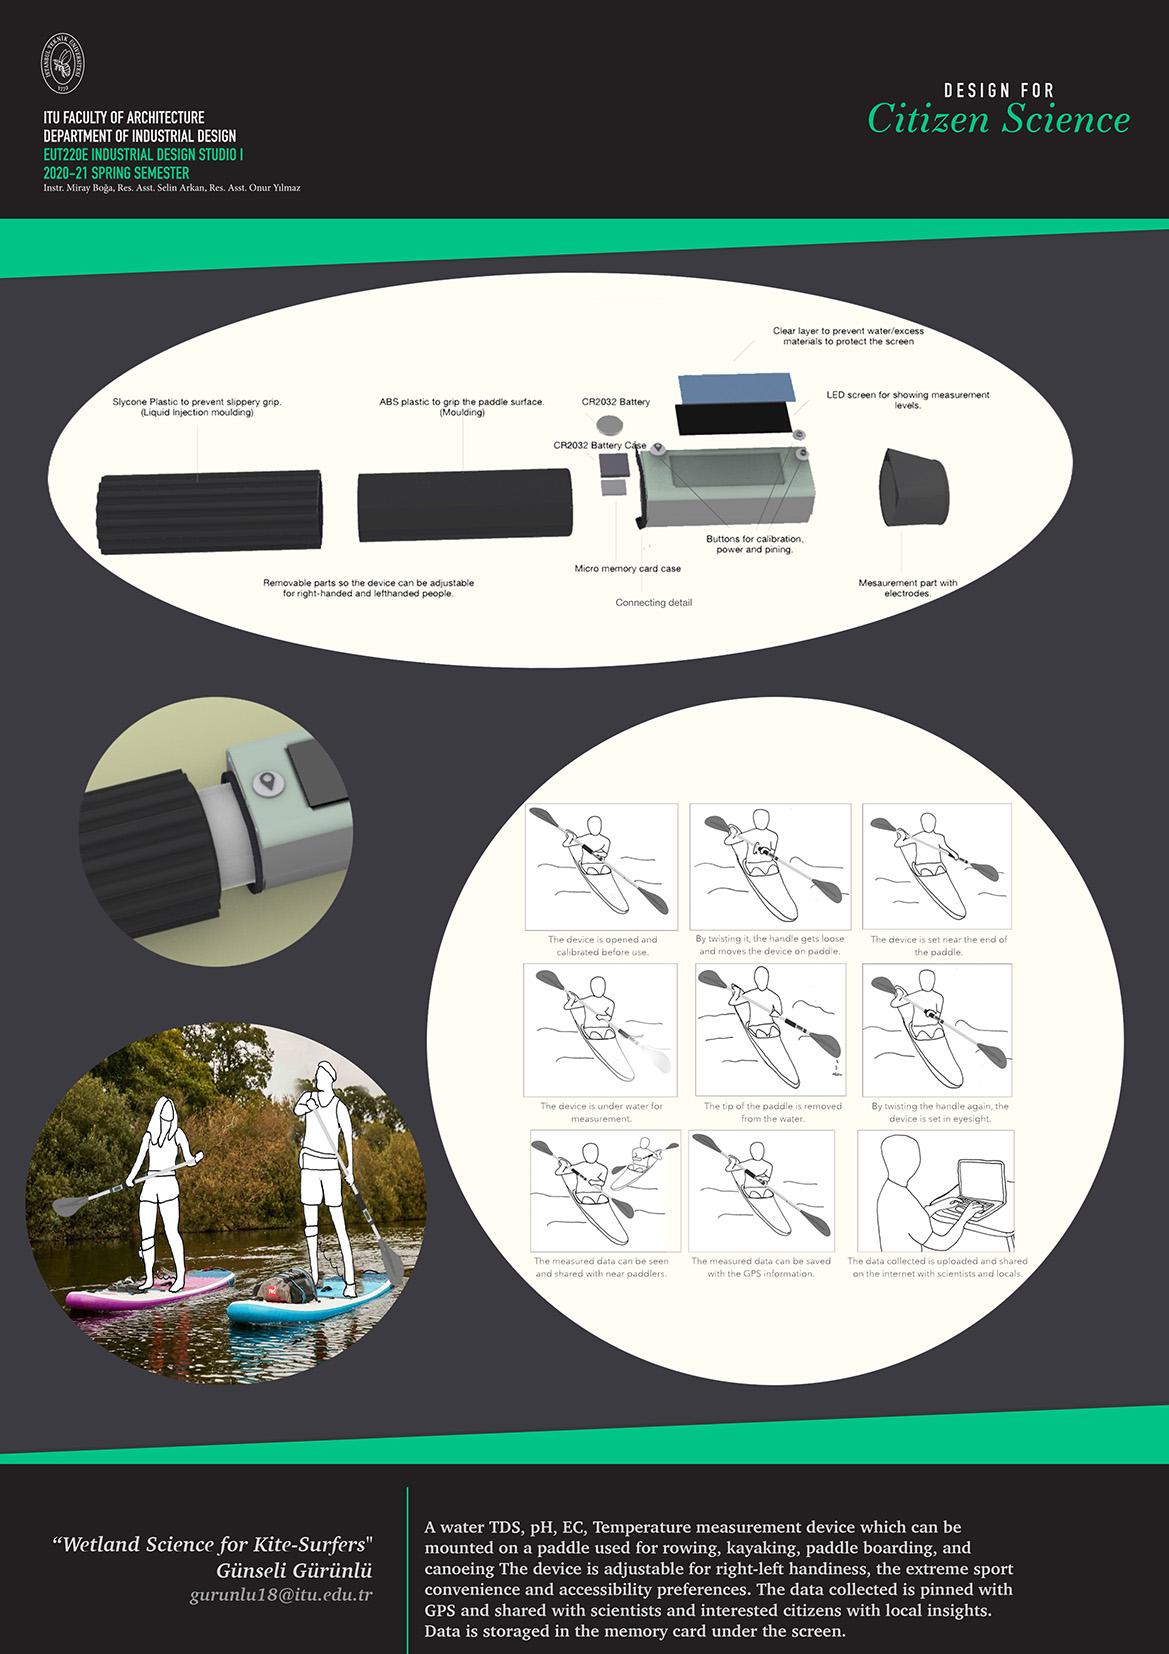 İSTANBUL TEKNİK ÜNİVERSİTESİ
1773
ITU FACULTY OF ARCHITECTURE
DEPARTMENT OF INDUSTRIAL DESIGN
EUT220E INDUSTRIAL DESIGN STUDIO I
2020-21 SPRING SEMESTER
Instr. Miray Boğa, Res. Asst. Selin Arkan, Res. Asst. Onur Yılmaz
DESIGN FOR
Citizen Science
Clear layer to prevent water/excess
materials to protect the screen
Slycone Plastic to prevent slippery grip.
(Liquid Injection moulding)
ABS plastic to grip the paddle surface.
(Moulding)
CR2032 Battery
LED screen for showing measurement
levels.
CR2032 Battery Case
Buttons for calibration,
power and pining.
Micro memory card case
Removable parts so the device can be adjustable
for right-handed and lefthanded people.
Mesaurement part with
electrodes.
Connecting detail
The device is opened and
calibrated before use.
By twisting it, the handle gets loose
and moves the device on paddle.
The device is set near the end of
the paddle.
The device is under water for
measurement.
The tip of the paddle is removed
from the water.
By twisting the handle again, the
device is set in eyesight.
The measured data can be seen
and shared with near paddlers.
The measured data can be saved
with the GPS information.
The data collected is uploaded and shared
on the internet with scientists and locals.
“Wetland Science for Kite-Surfers"
Günseli Gürünlü
gurunlu18@itu.edu.tr
A water TDS, pH, EC, Temperature measurement device which can be
mounted on a paddle used for rowing, kayaking, paddle boarding, and
canoeing The device is adjustable for right-left handiness, the extreme sport
convenience and accessibility preferences. The data collected is pinned with
GPS and shared with scientists and interested citizens with local insights.
Data is storaged in the memory card under the screen.